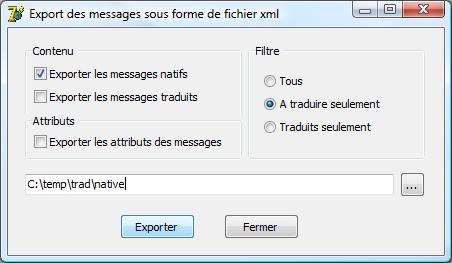 Export des messages sous forme de fichier xml
Contenu
Exporter les messages natifs
Exporter les messages traduits
Attributs
Exporter les attributs des messages
Filtre
Tous
A traduire seulement
Traduits seulement
C:\temp\trad\native
...
Exporter
Fermer